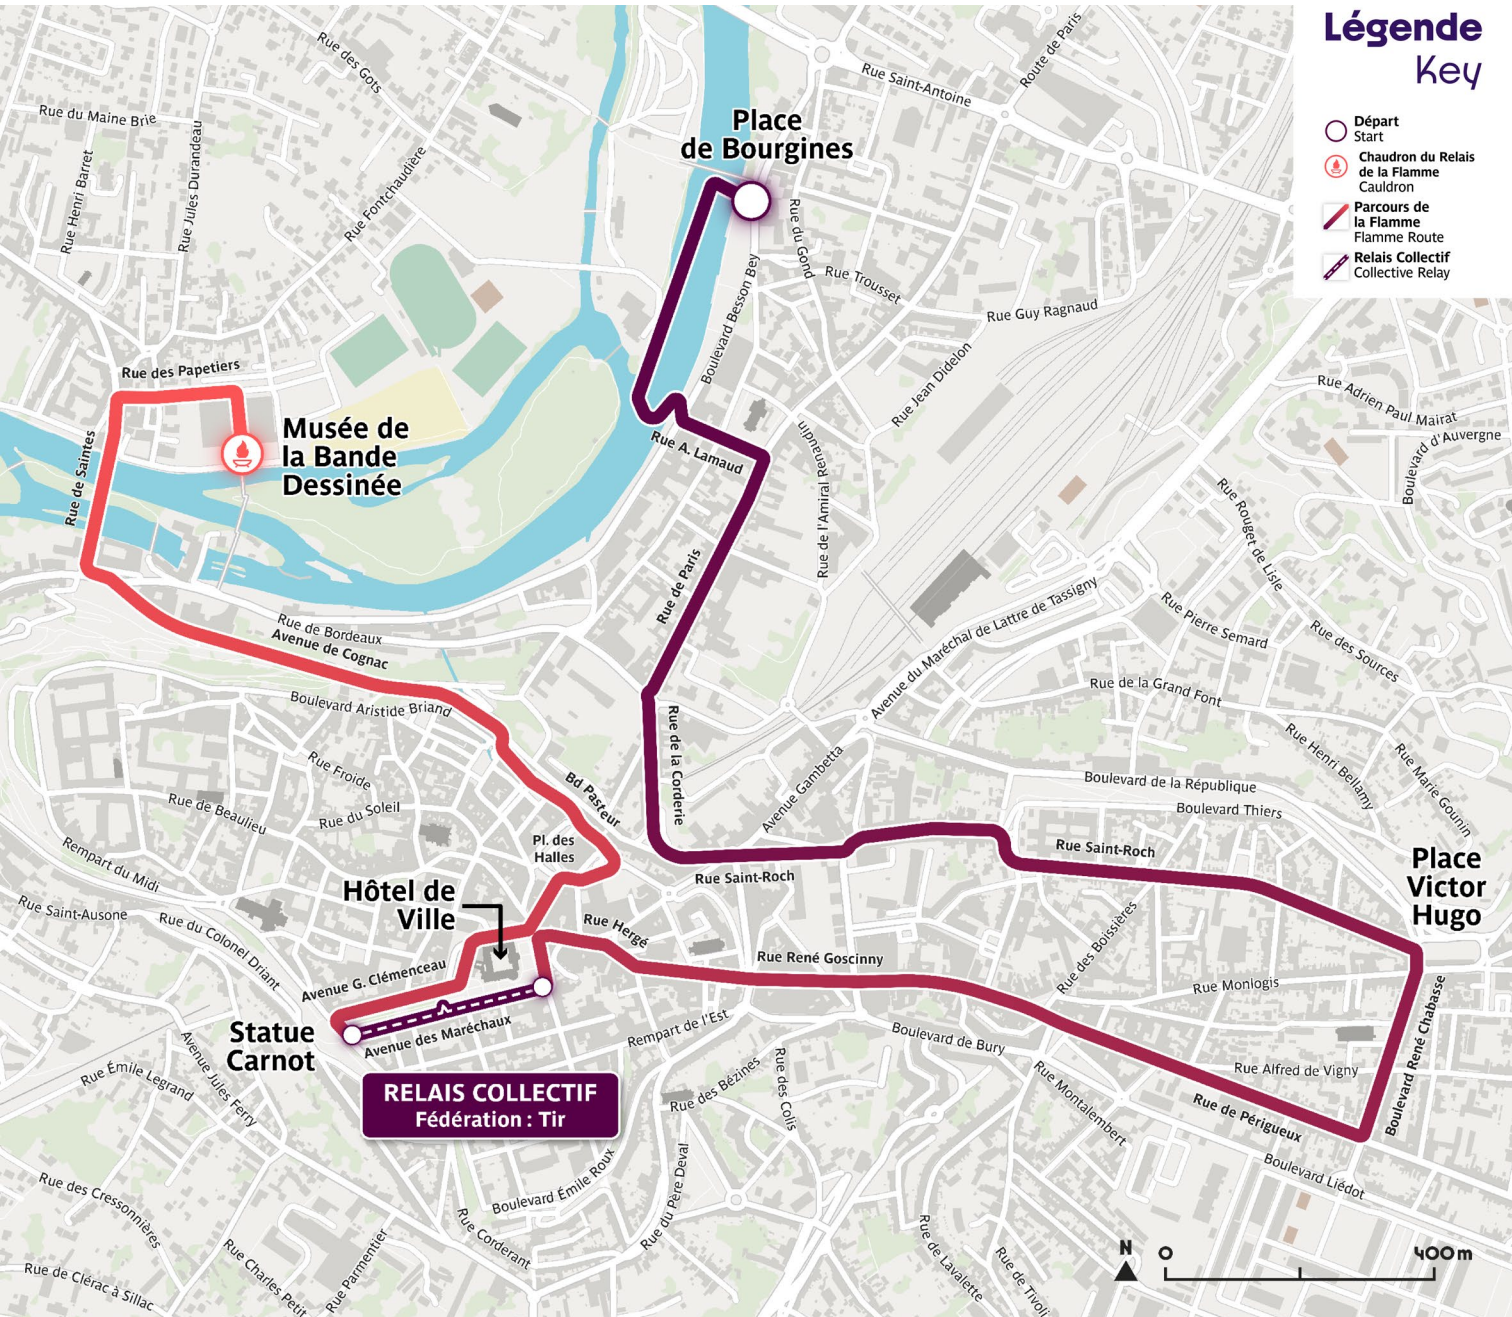 Légende
Key
Départ
Start
Chaudron du Relais
de la Flamme
Cauldron
Parcours de
la Flamme
Flamme Route
Relais Collectif
Collective Relay
Rue des Gots
Rue Saint-Antoine
Route de Paris
Rue du Maine Brie
Rue Henri Barret
Rue Jules Durandeau
Rue Fontchaudière
Place
de Bourgines
Rue du Gond
Rue Trousset
Boulevard Besson Bey
Rue Guy Ragnaud
Rue Jean Didelon
Rue des Papetiers
Rue Adrien Paul Mairat
Boulevard d'Auvergne
Musée de
la Bande
Dessinée
Rue de Saintes
Rue A. Lamaud
Rue de l'Amiral Renaudin
Rue Rouget de Lisle
Rue de Paris
Avenue du Maréchal de Lattre de Tassigny
Rue Pierre Semard
Rue des Sources
Rue de Bordeaux
Avenue de Cognac
Boulevard Aristide Briand
Rue de la Grand Font
Rue de la Corderie
Rue Henri Bellamy
Rue Marie Gounin
Rue Froide
Bd Pasteur
Avenue Gambetta
Boulevard de la République
Boulevard Thiers
Rue de Beaulieu
Rue du Soleil
Pl. des
Halles
Rue Saint-Roch
Rue Saint-Roch
Place
Victor
Hugo
Rempart du Midi
Hôtel de
Ville
Rue Saint-Ausone
Rue du Colonel Driant
Rue Hergé
Rue René Goscinny
Rue des Boissières
Rue Monlogis
Avenue G. Clémenceau
Boulevard René Chabasse
Statue
Carnot
Avenue des Maréchaux
Rempart de l'Est
Boulevard de Bury
Rue Émile Legrand
Avenue Jules Ferry
RELAIS COLLECTIF
Fédération : Tir
Rue des Bézines
Rue des Colis
Rue Montalembert
Rue Alfred de Vigny
Rue de Périgueux
Boulevard Liédot
Rue des Cressonnières
Boulevard Émile Roux
Rue du Père Deval
Rue Corderant
Rue de Clérac à Sillac
Rue Charles Petit
Rue Parmentier
Rue de Lavalette
Rue de Tivoli
N
0
400m